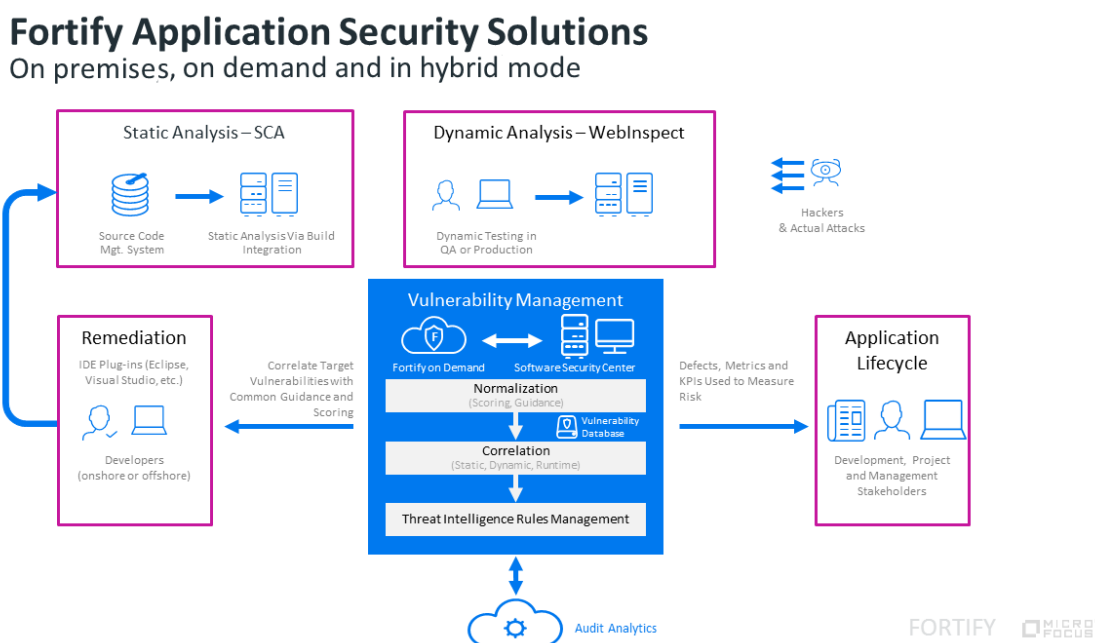 Fortify Application Security Solutions
On premises, on demand and in hybrid mode
Static Analysis – SCA
Source Code
Mgt. System
Static Analysis Via Build
Integration
Dynamic Analysis – WebInspect
Dynamic Testing in
QA or Production
Hackers
& Actual Attacks
Remediation
IDE Plug-ins (Eclipse,
Visual Studio, etc.)
Developers
(onshore or offshore)
Correlate Target
Vulnerabilities with
Common Guidance and
Scoring
Vulnerability Management
F
Fortify on Demand
Software Security Center
Normalization
(Scoring, Guidance)
Vulnerability
Database
Correlation
(Static, Dynamic, Runtime)
Threat Intelligence Rules Management
Defects, Metrics and
KPIs Used to Measure
Risk
Application
Lifecycle
Development, Project
and Management
Stakeholders
Audit Analytics
FORTIFY
MICRO
FOCUS